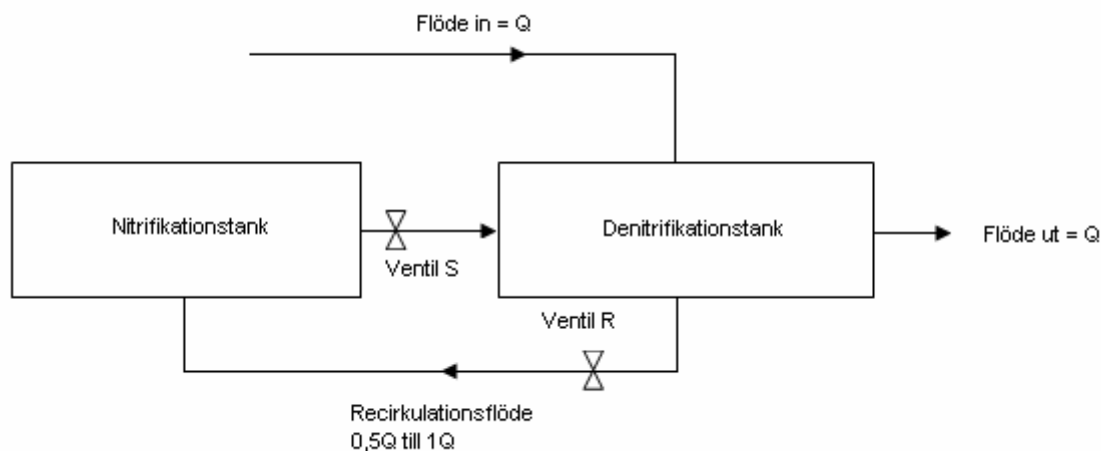 Flöde in = Q
Nitrifikationstank
Denitrifikationstank
Ventil S
Flöde ut = Q
Ventil R
Recirkulationsflöde
0,5Q till 1Q